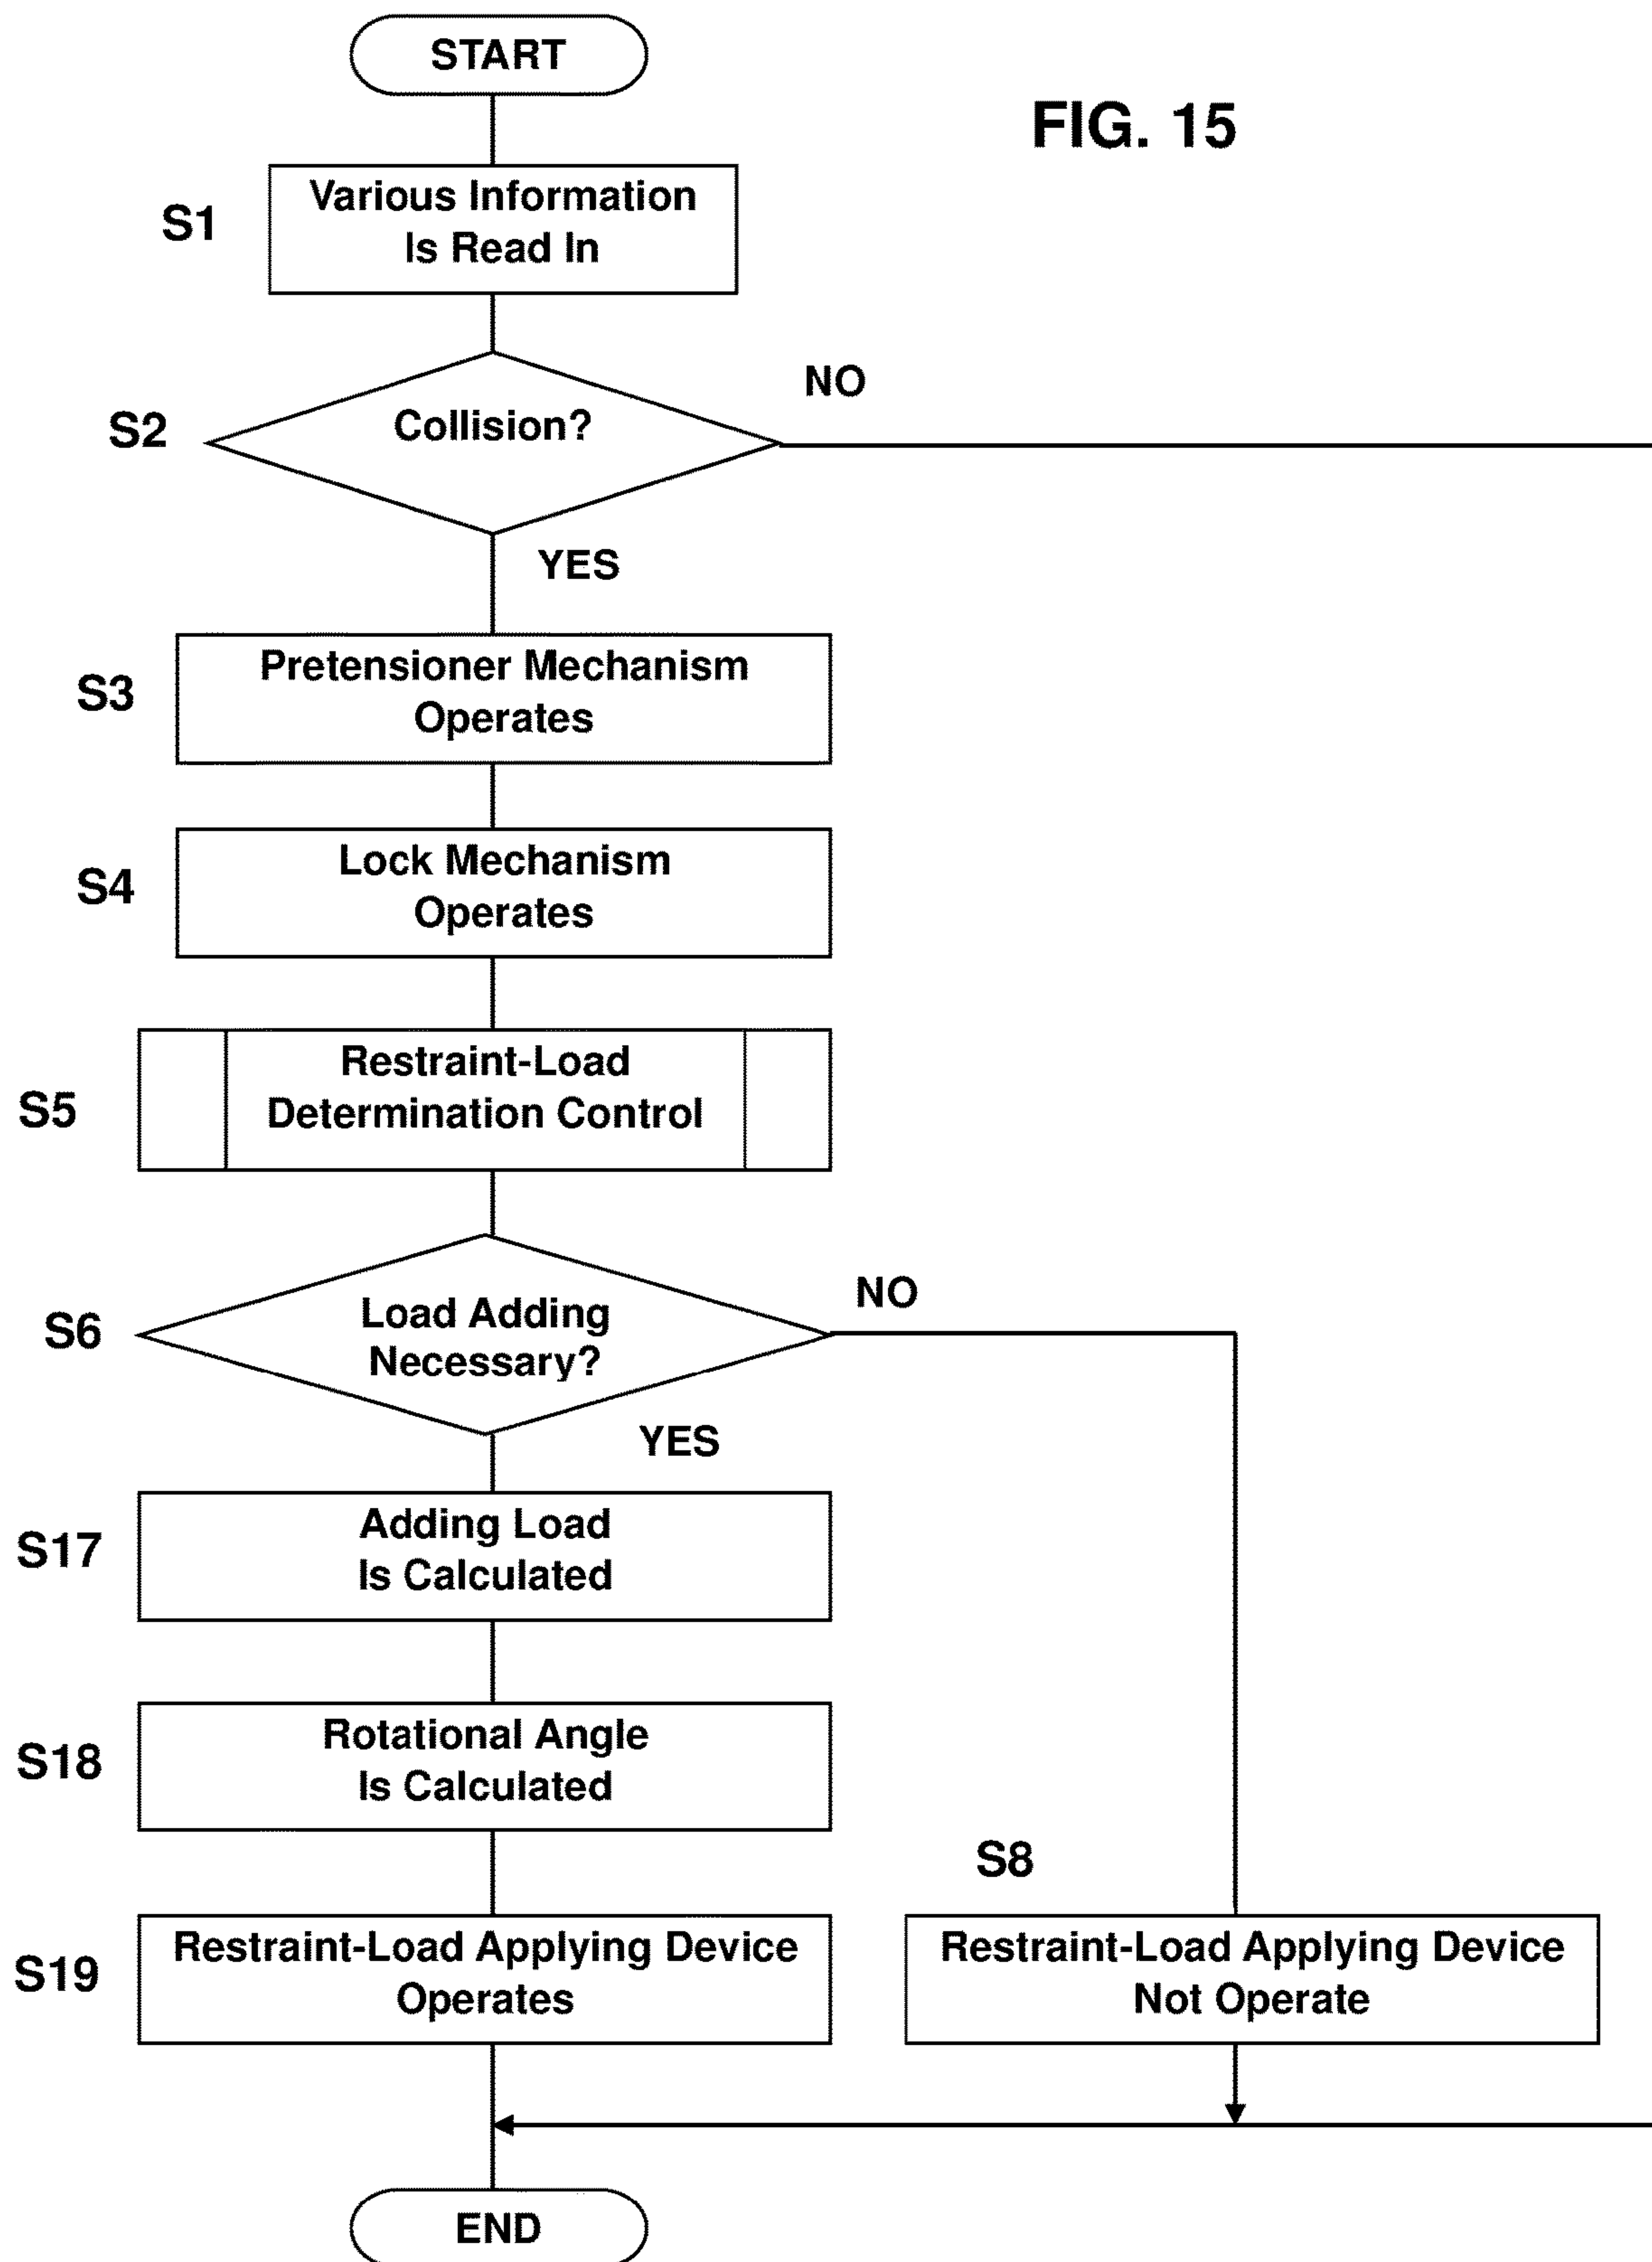 START
FIG. 15
S1
Various Information
Is Read In
S2
Collision?
NO
YES
S3
Pretensioner Mechanism
Operates
S4
Lock Mechanism
Operates
S5
Restraint-Load
Determination Control
S6
Load Adding
Necessary?
NO
YES
S17
Adding Load
Is Calculated
S18
Rotational Angle
Is Calculated
S19
Restraint-Load Applying Device
Operates
S8
Restraint-Load Applying Device
Not Operate
END